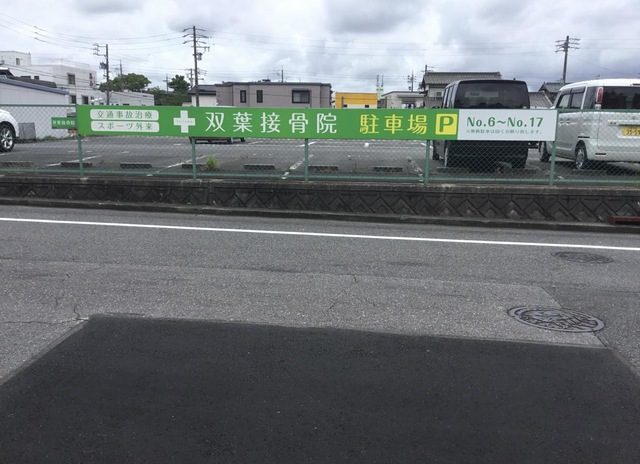 交通事故治療
スポーツ外来
双葉接骨院
駐車場 P
No.6〜No.17